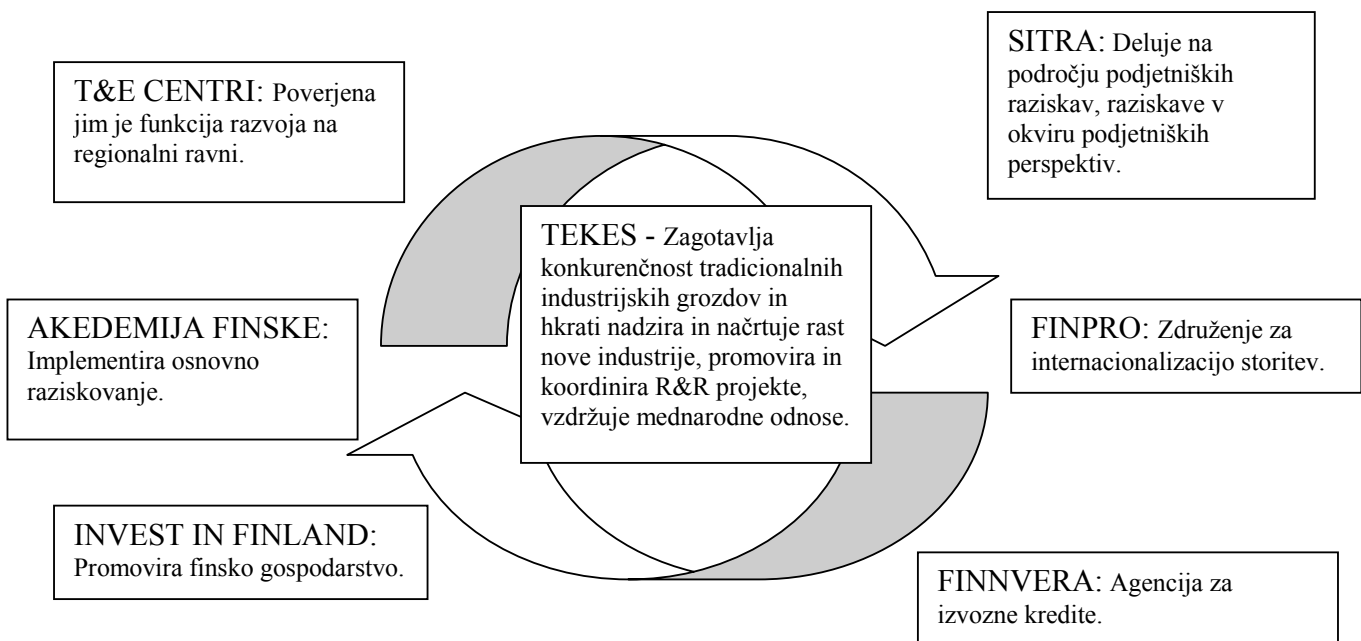 T&E CENTRI: Poverjena
jim je funkcija razvoja na
regionalni ravni.
SITRA: Deluje na
področju podjetniških
raziskav, raziskave v
okviru podjetniških
perspektiv.
TEKES - Zagotavlja
konkurenčnost tradicionalnih
industrijskih grozdov in
hkrati nadzira in načrtuje rast
nove industrije, promovira in
koordinira R&R projekte,
vzdržuje mednarodne odnose.
AKEDEMIJA FINSKE:
Implementira osnovno
raziskovanje.
FINPRO: Združenje za
internacionalizacijo storitev.
INVEST IN FINLAND:
Promovira finsko gospodarstvo.
FINNVERA: Agencija za
izvozne kredite.